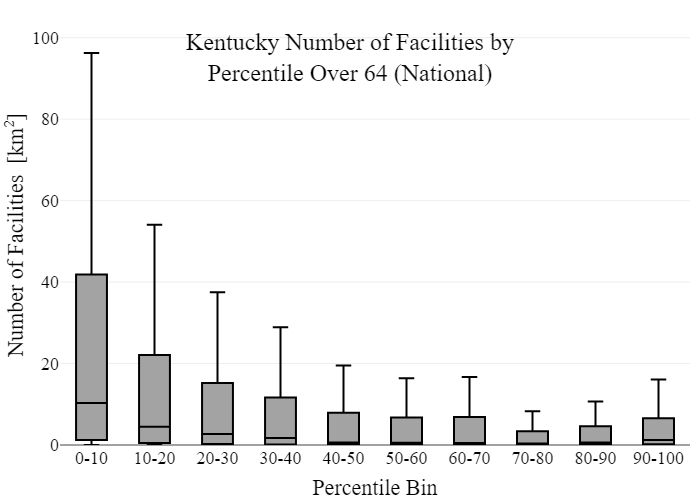 Kentucky Number of Facilities by
Percentile Over 64 (National)
Number of Facilities [km²]
100
80
60
40
20
0
0-10 10-20 20-30 30-40 40-50 50-60 60-70 70-80 80-90 90-100
Percentile Bin